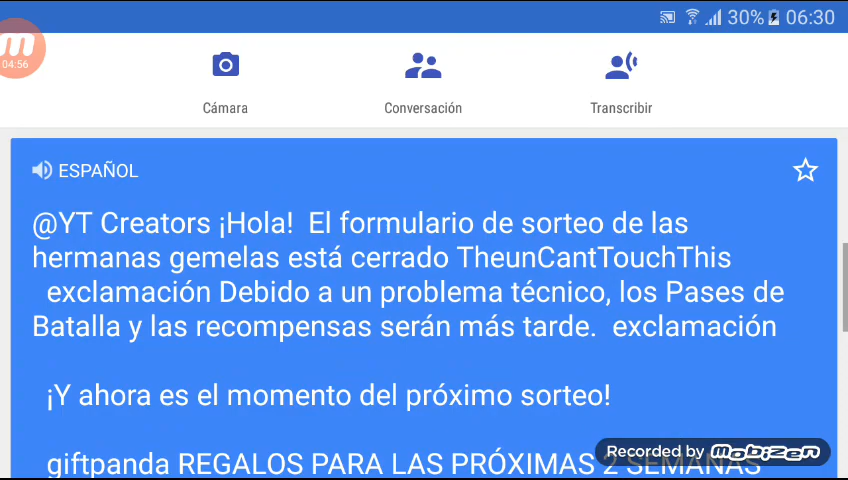 30% 06:30
04:56
Cámara Conversación Transcribir
ESPAÑOL
@YT Creators ¡Hola! El formulario de sorteo de las
hermanas gemelas está cerrado TheunCantTouchThis
exclamación Debido a un problema técnico, los Pases de
Batalla y las recompensas serán más tarde. exclamación
¡Y ahora es el momento del próximo sorteo!
giftpanda REGALOS PARA LAS PRÓXIMAS 2 SEMANAS
Recorded by Mobizen